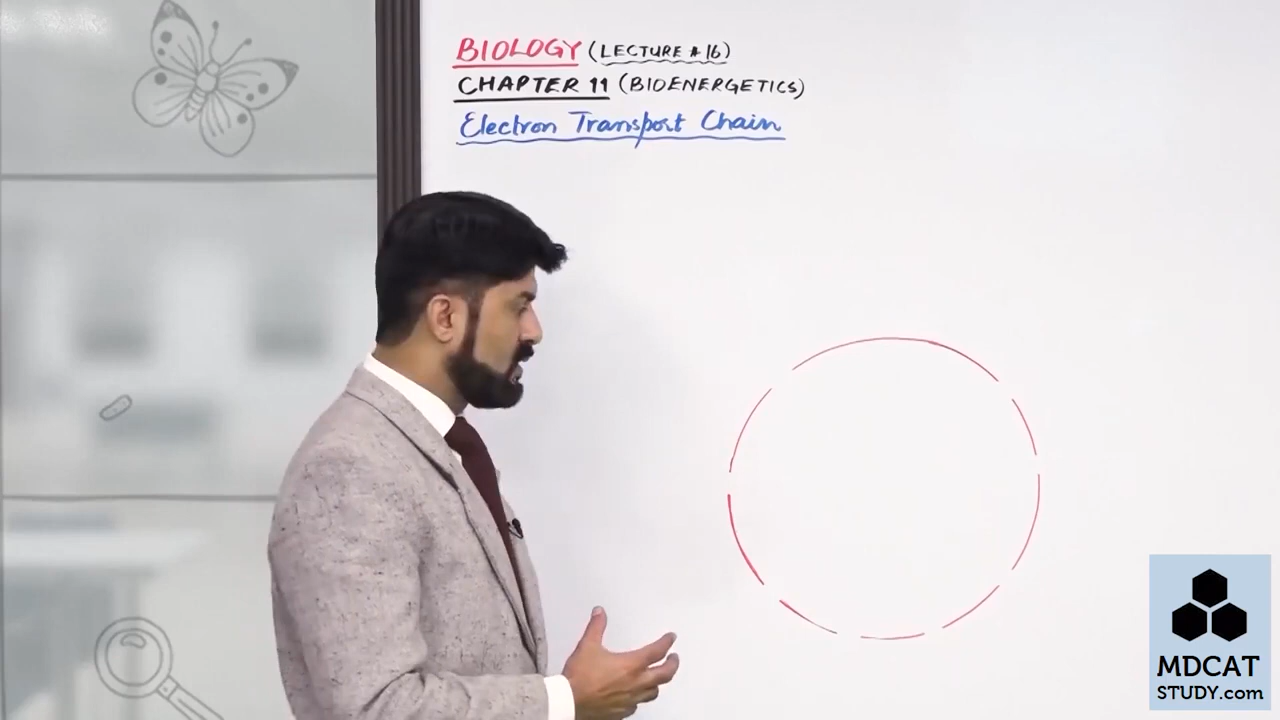 BIOLOGY (LECTURE # 16)
CHAPTER 11 (BIOENERGETICS)
Electron Transport Chain
MDCAT
STUDY.com